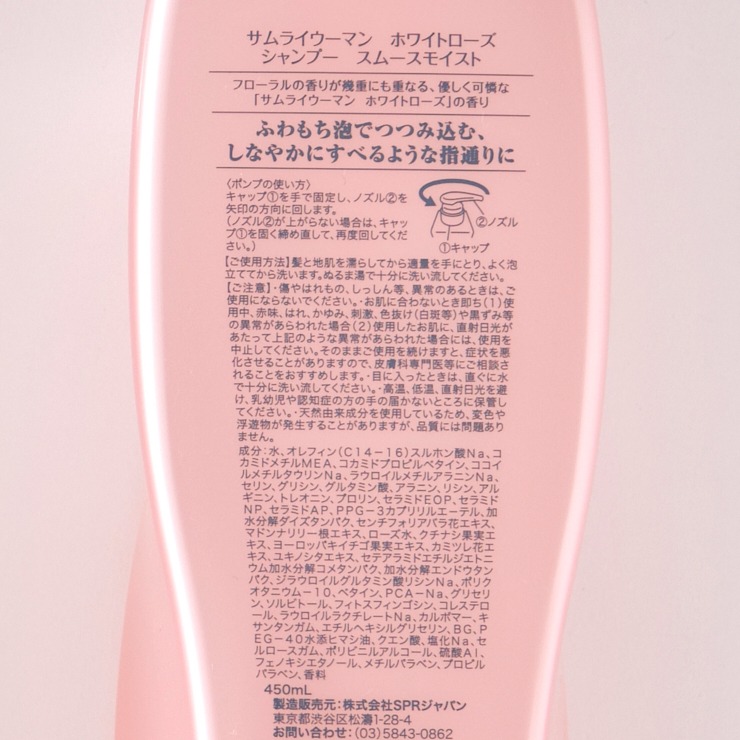 サムライウーマン ホワイトローズ
シャンプー スムースモイスト
フローラルの香りが幾重にも重なる、優しく可憐な
「サムライウーマン ホワイトローズ」の香り
ふわもち泡でつつみ込む、
しなやかにすべるような指通りに
〈ポンプの使い方〉
キャップ①を手で固定し、ノズル②を
矢印の方向に回します。
(ノズル②が上がらない場合は、キャッ
プ①を固く締め直して、再度回してくだ
さい。)
②ノズル
①キャップ
【ご使用方法】髪と地肌を濡らしてから適量を手にとり、よく泡
立ててから洗います。ぬるま湯で十分に洗い流してください。
【ご注意】・傷やはれもの、しっしん等、異常のあるときは、ご
使用にならないでください。・お肌に合わないとき即ち(1)使
用中、赤味、はれ、かゆみ、刺激、色抜け(白斑等)や黒ずみ等
の異常があらわれた場合(2)使用したお肌に、直射日光が
あたって上記のような異常があらわれた場合には、使用を
中止してください。そのままご使用を続けますと、症状を悪
化させることがありますので、皮膚科専門医等にご相談さ
れることをおすすめします。・目に入ったときは、直ぐに水
で十分に洗い流してください。・高温、低温、直射日光を避
け、乳幼児や認知症の方の手の届かないところに保管し
てください。・天然由来成分を使用しているため、変色や
浮遊物が発生することがありますが、品質には問題ありま
せん。
成分:水、オレフィン(C14-16)スルホン酸Na、コ
カミドメチルMEA、コカミドプロピルベタイン、ココイ
ルメチルタウリンNa、ラウロイルメチルアラニンNa、
セリン、グリシン、グルタミン酸、アラニン、リシン、アル
ギニン、トレオニン、プロリン、セラミドEOP、セラミド
NP、セラミドAP、PPG-3カプリリルエーテル、加
水分解ダイズタンパク、センチフォリアバラ花エキス、
マドンナリリー根エキス、ローズ水、クチナシ果実エ
キス、ヨーロッパキイチゴ果実エキス、カミツレ花エキ
ス、ユキノシタエキス、セテアラミドエチルジエトニ
ウム加水分解コメタンパク、加水分解エンドウタン
パク、ジラウロイルグルタミン酸リシンNa、ポリク
オタニウム-10、ベタイン、PCA-Na、グリセリ
ン、ソルビトール、フィトスフィンゴシン、コレステロ
ール、ラウロイルラクチレートNa、カルボマー、キ
サンタンガム、エチルヘキシルグリセリン、BG、P
EG-40水添ヒマシ油、クエン酸、塩化Na、セ
ルロースガム、ポリビニルアルコール、硫酸Al、
フェノキシエタノール、メチルパラベン、プロピル
パラベン、香料
450mL
製造販売元:株式会社SPRジャパン
東京都渋谷区松濤1-28-4
お問い合わせ:(03)5843-0862